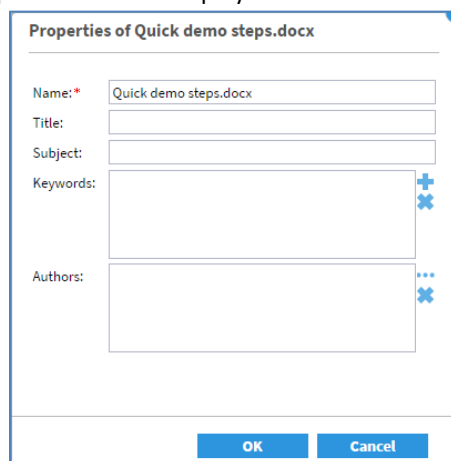 Properties of Quick demo steps.docx
Name:* Quick demo steps.docx
Title:
Subject:
Keywords:
Authors:
OK Cancel